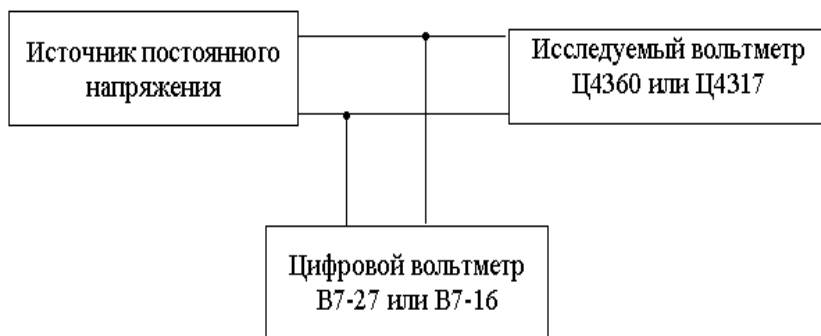 Источник постоянного
напряжения
Исследуемый вольтметр
Ц4360 или Ц4317
Цифровой вольтметр
В7-27 или В7-16